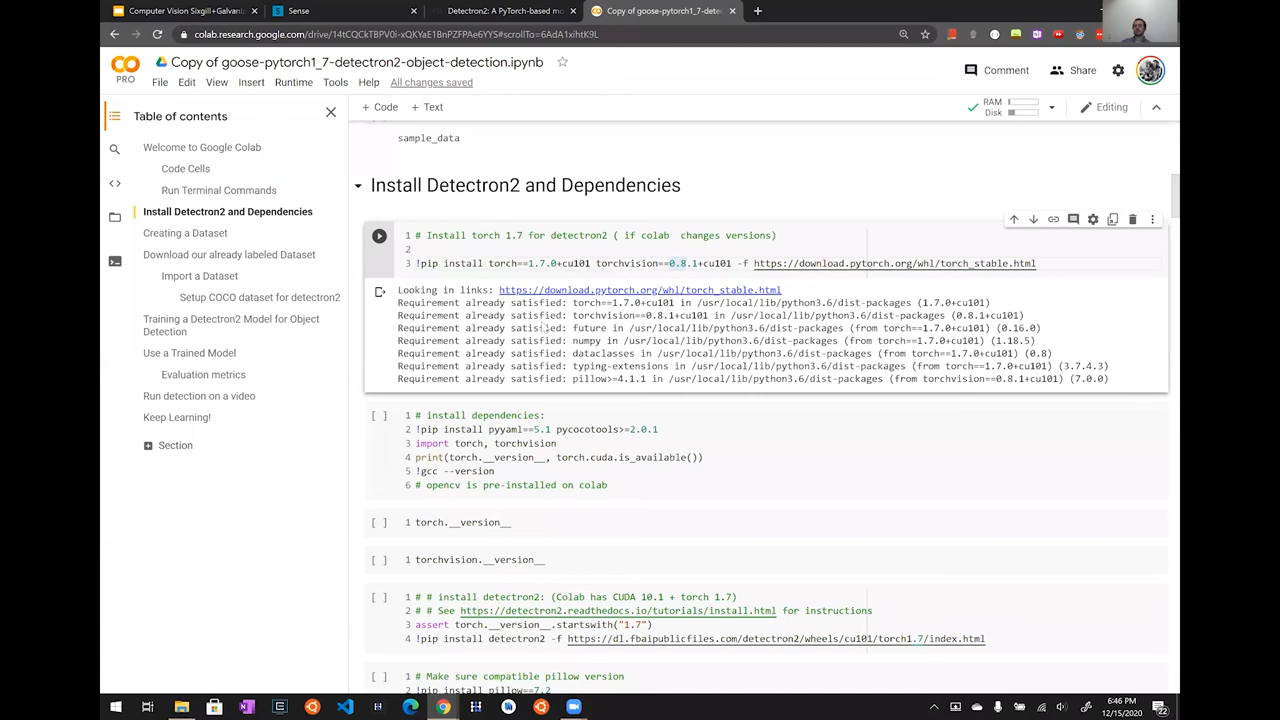 Computer Vision Sixgill+Galvani
Sense
Detectron2: A PyTorch-based mo
Copy of goose-pytorch1_7-detec
colab.research.google.com/drive/14tCQCkTBPV0i-xQKYaE1BnPZFPAe6YYS#scrollTo=6AdA1xihtK9L
CO
PRO
Copy of goose-pytorch1_7-detectron2-object-detection.ipynb
File Edit View Insert Runtime Tools Help All changes saved
Comment
Share
Table of contents
+ Code + Text
RAM
Disk
Editing
Welcome to Google Colab
Code Cells
Run Terminal Commands
Install Detectron2 and Dependencies
Creating a Dataset
Download our already labeled Dataset
Import a Dataset
Setup COCO dataset for detectron2
Training a Detectron2 Model for Object
Detection
Use a Trained Model
Evaluation metrics
Run detection on a video
Keep Learning!
Section
sample_data
Install Detectron2 and Dependencies
1 # Install torch 1.7 for detectron2 ( if colab changes versions)
2
3 !pip install torch==1.7.0+cu101 torchvision==0.8.1+cu101 -f https://download.pytorch.org/whl/torch_stable.html
Looking in links: https://download.pytorch.org/whl/torch_stable.html
Requirement already satisfied: torch==1.7.0+cu101 in /usr/local/lib/python3.6/dist-packages (1.7.0+cu101)
Requirement already satisfied: torchvision==0.8.1+cu101 in /usr/local/lib/python3.6/dist-packages (0.8.1+cu101)
Requirement already satisfied: future in /usr/local/lib/python3.6/dist-packages (from torch==1.7.0+cu101) (0.16.0)
Requirement already satisfied: numpy in /usr/local/lib/python3.6/dist-packages (from torch==1.7.0+cu101) (1.18.5)
Requirement already satisfied: dataclasses in /usr/local/lib/python3.6/dist-packages (from torch==1.7.0+cu101) (0.8)
Requirement already satisfied: typing-extensions in /usr/local/lib/python3.6/dist-packages (from torch==1.7.0+cu101) (3.7.4.3)
Requirement already satisfied: pillow>=4.1.1 in /usr/local/lib/python3.6/dist-packages (from torchvision==0.8.1+cu101) (7.0.0)
[ ] 1 # install dependencies:
2 !pip install pyyaml==5.1 pycocotools>=2.0.1
3 import torch, torchvision
4 print(torch.__version__, torch.cuda.is_available())
5 !gcc --version
6 # opencv is pre-installed on colab
[ ] 1 torch.__version__
[ ] 1 torchvision.__version__
[ ] 1 # # install detectron2: (Colab has CUDA 10.1 + torch 1.7)
2 # # See https://detectron2.readthedocs.io/tutorials/install.html for instructions
3 assert torch.__version__.startswith("1.7")
4 !pip install detectron2 -f https://dl.fbaipublicfiles.com/detectron2/wheels/cu101/torch1.7/index.html
[ ] 1 # Make sure compatible pillow version
2 !pip install pillow==7.2
6:46 PM
12/15/2020
22